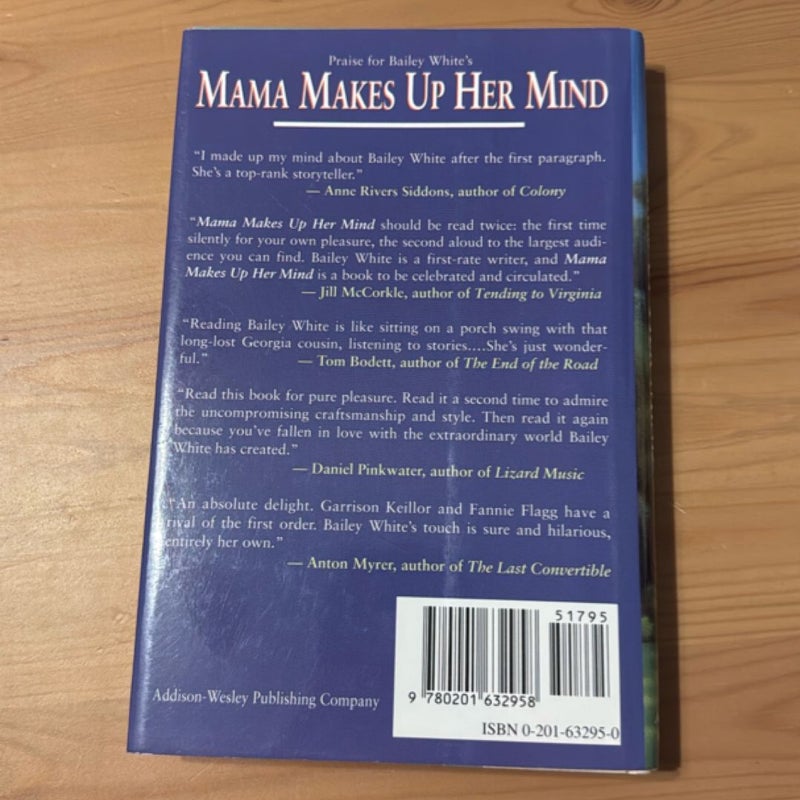 Praise for Bailey White's
MAMA MAKES UP HER MIND
"I made up my mind about Bailey White after the first paragraph.
She's a top-rank storyteller."
— Anne Rivers Siddons, author of Colony
"Mama Makes Up Her Mind should be read twice: the first time
silently for your own pleasure, the second aloud to the largest audi-
ence you can find. Bailey White is a first-rate writer, and Mama
Makes Up Her Mind is a book to be celebrated and circulated."
— Jill McCorkle, author of Tending to Virginia
"Reading Bailey White is like sitting on a porch swing with that
long-lost Georgia cousin, listening to stories....She's just wonder-
ful." — Tom Bodett, author of The End of the Road
"Read this book for pure pleasure. Read it a second time to admire
the uncompromising craftsmanship and style. Then read it again
because you've fallen in love with the extraordinary world Bailey
White has created."
— Daniel Pinkwater, author of Lizard Music
"An absolute delight. Garrison Keillor and Fannie Flagg have a
rival of the first order. Bailey White's touch is sure and hilarious,
entirely her own."
— Anton Myrer, author of The Last Convertible
51795
9 780201 632958
Addison-Wesley Publishing Company
ISBN 0-201-63295-0